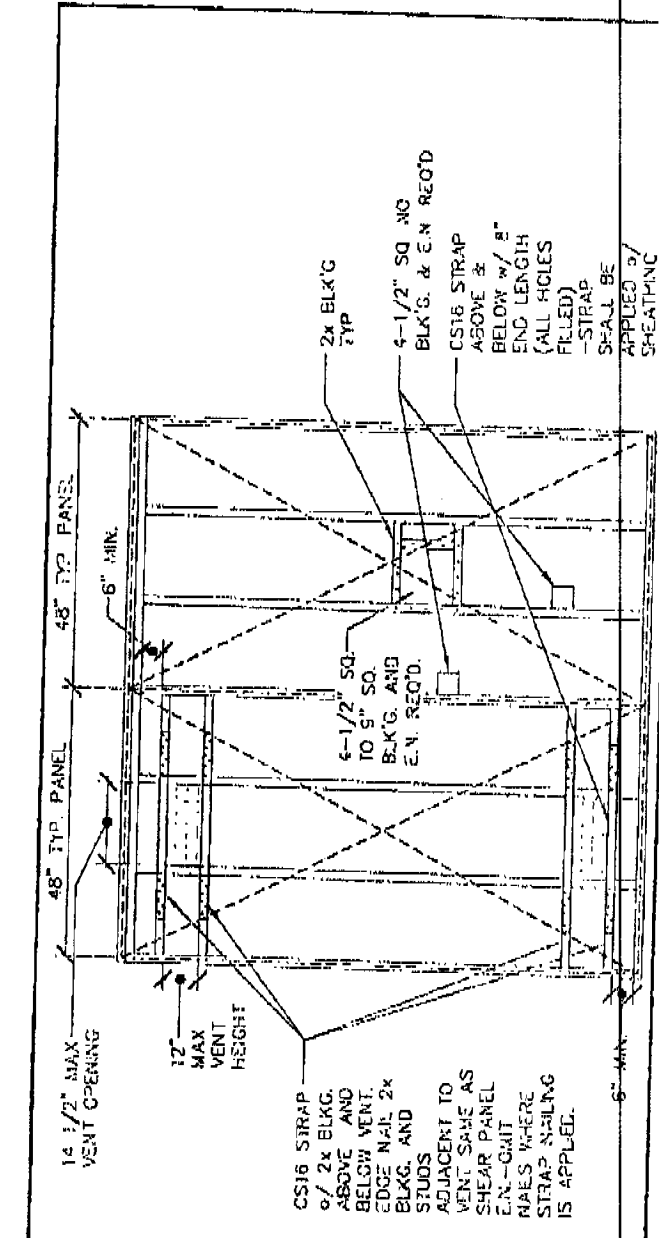 48" TYP. PANEL
48" TYP PANEL
6" MIN.
14 1/2" MAX
VENT OPENING
12"
MAX
VENT
HEIGHT
CS16 STRAP
o/ 2x BLKG.
ABOVE AND
BELOW VENT.
EDGE NAIL 2x
BLKG. AND
STUDS
ADJACENT TO
VENT SAME AS
SHEAR PANEL
E.N.-OMIT
NAILS WHERE
STRAP NAILING
IS APPLIED.
6" MIN.
4-1/2" SQ.
TO 9" SQ.
BLK'G. AND
E.N. REQ'D.
2x BLK'G
TYP
4-1/2" SQ NO
BLK'G. & E.N REQ'D
CS16 STRAP
ABOVE &
BELOW w/ 8"
END LENGTH
(ALL HOLES
FILLED)
-STRAP
SHALL BE
APPLIED o/
SHEATHING